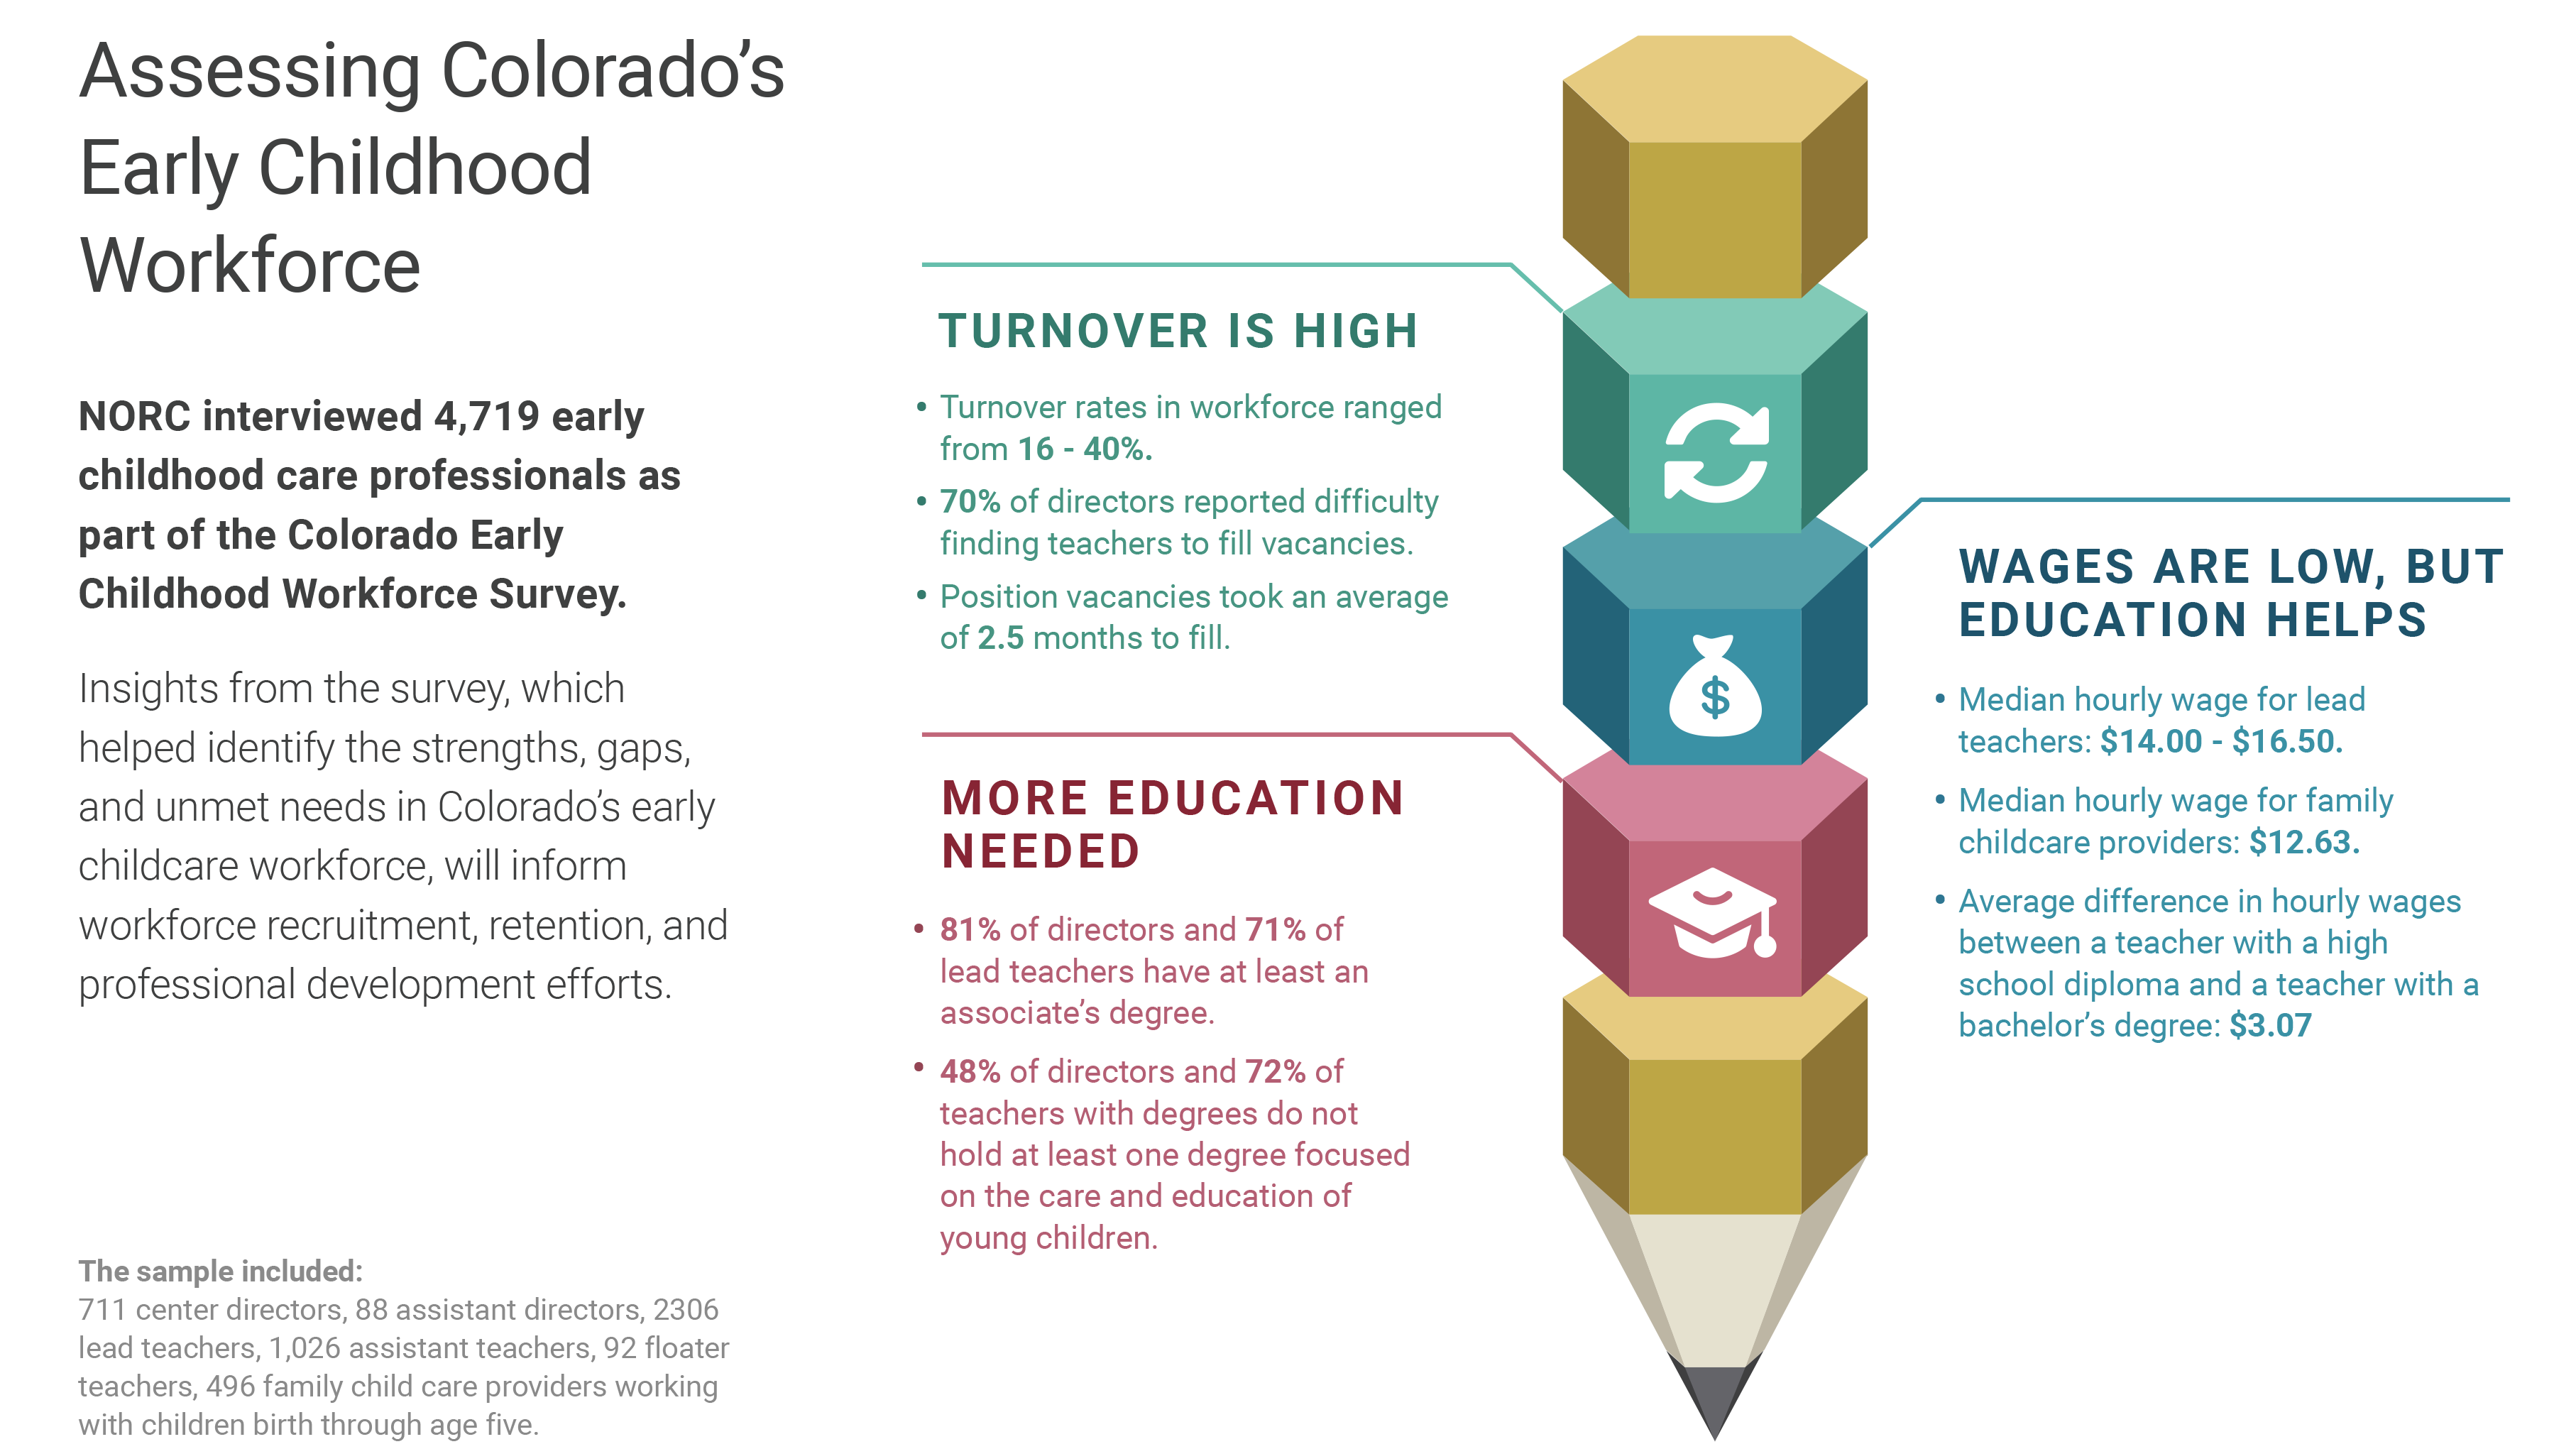 Assessing Colorado’s
Early Childhood
Workforce
NORC interviewed 4,719 early
childhood care professionals as
part of the Colorado Early
Childhood Workforce Survey.
Insights from the survey, which
helped identify the strengths, gaps,
and unmet needs in Colorado’s early
childcare workforce, will inform
workforce recruitment, retention, and
professional development efforts.
The sample included:
711 center directors, 88 assistant directors, 2306
lead teachers, 1,026 assistant teachers, 92 floater
teachers, 496 family child care providers working
with children birth through age five.
TURNOVER IS HIGH
• Turnover rates in workforce ranged
from 16 - 40%.
• 70% of directors reported difficulty
finding teachers to fill vacancies.
• Position vacancies took an average
of 2.5 months to fill.
MORE EDUCATION
NEEDED
• 81% of directors and 71% of
lead teachers have at least an
associate’s degree.
• 48% of directors and 72% of
teachers with degrees do not
hold at least one degree focused
on the care and education of
young children.
$
WAGES ARE LOW, BUT
EDUCATION HELPS
• Median hourly wage for lead
teachers: $14.00 - $16.50.
• Median hourly wage for family
childcare providers: $12.63.
• Average difference in hourly wages
between a teacher with a high
school diploma and a teacher with a
bachelor’s degree: $3.07